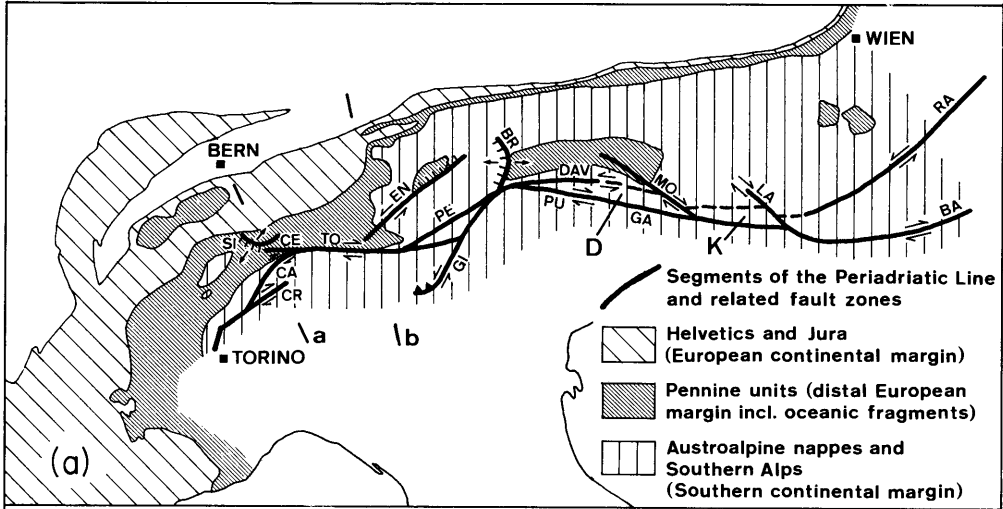 WIEN
BERN
BR
RA
EN
DAV
MO
LA
PE
PU
GA
BA
SI
CE
TO
D
K
GI
CA
CR
a
b
TORINO
(a)
Segments of the Periadriatic Line
and related fault zones
Helvetics and Jura
(European continental margin)
Pennine units (distal European
margin incl. oceanic fragments)
Austroalpine nappes and
Southern Alps
(Southern continental margin)